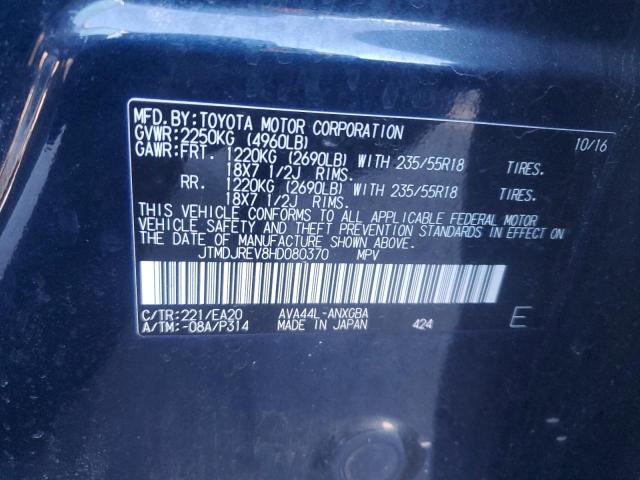 MFD. BY: TOYOTA MOTOR CORPORATION 10/16
GVWR: 2250KG (4960LB)
GAWR: FRT. 1220KG (2690LB) WITH 235/55R18 TIRES.
18X7 1/2J RIMS.
RR. 1220KG (2690LB) WITH 235/55R18 TIRES.
18X7 1/2J RIMS.
THIS VEHICLE CONFORMS TO ALL APPLICABLE FEDERAL MOTOR
VEHICLE SAFETY AND THEFT PREVENTION STANDARDS IN EFFECT ON
THE DATE OF MANUFACTURE SHOWN ABOVE.
JTMDJREV8HD080370 MPV
C/TR: 221/EA20 AVA44L-ANXGBA
A/TM: -08A/P314 MADE IN JAPAN 424 E